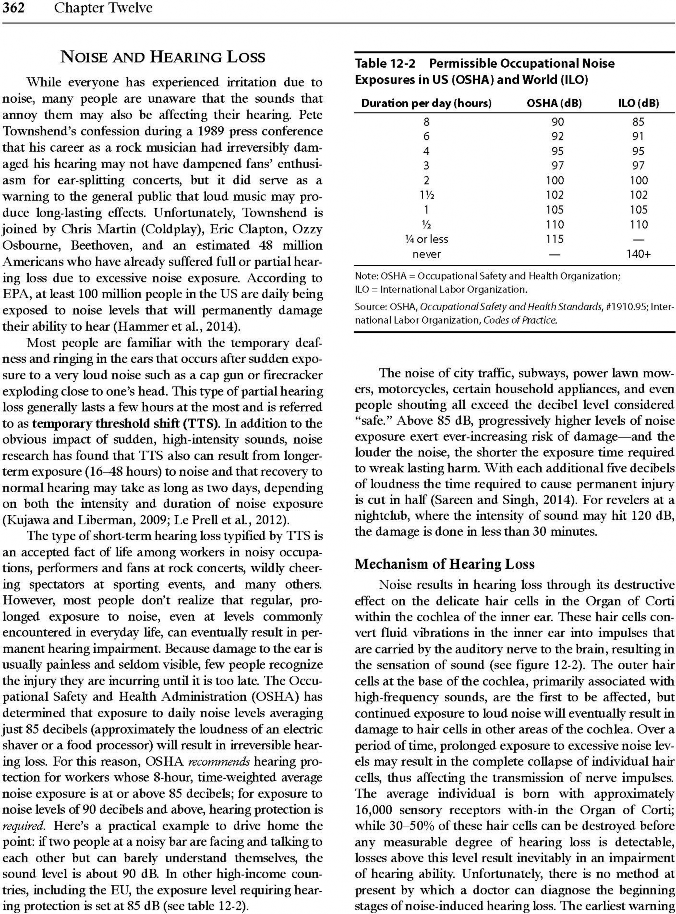 362 Chapter Twelve
NOISE AND HEARING LOSS
While everyone has experienced irritation due to
noise, many people are unaware that the sounds that
annoy them may also be affecting their hearing. Pete
Townshend's confession during a 1989 press conference
that his career as a rock musician had irreversibly dam-
aged his hearing may not have dampened fans' enthusi-
asm for ear-splitting concerts, but it did serve as a
warning to the general public that loud music may pro-
duce long-lasting effects. Unfortunately, Townshend is
joined by Chris Martin (Coldplay), Eric Clapton, Ozzy
Osbourne, Beethoven, and an estimated 48 million
Americans who have already suffered full or partial hear-
ing loss due to excessive noise exposure. According to
EPA, at least 100 million people in the US are daily being
exposed to noise levels that will permanently damage
their ability to hear (Hammer et al., 2014).
Most people are familiar with the temporary deaf-
ness and ringing in the ears that occurs after sudden expo-
sure to a very loud noise such as a cap gun or firecracker
exploding close to one's head. This type of partial hearing
loss generally lasts a few hours at the most and is referred
to as temporary threshold shift (TTS). In addition to the
obvious impact of sudden, high-intensity sounds, noise
research has found that TTS also can result from longer-
term exposure (16–48 hours) to noise and that recovery to
normal hearing may take as long as two days, depending
on both the intensity and duration of noise exposure
(Kujawa and Liberman, 2009; Le Prell et al., 2012).
The type of short-term hearing loss typified by TTS is
an accepted fact of life among workers in noisy occupa-
tions, performers and fans at rock concerts, wildly cheer-
ing spectators at sporting events, and many others.
However, most people don't realize that regular, pro-
longed exposure to noise, even at levels commonly
encountered in everyday life, can eventually result in per-
manent hearing impairment. Because damage to the ear is
usually painless and seldom visible, few people recognize
the injury they are incurring until it is too late. The Occu-
pational Safety and Health Administration (OSHA) has
determined that exposure to daily noise levels averaging
just 85 decibels (approximately the loudness of an electric
shaver or a food processor) will result in irreversible hear-
ing loss. For this reason, OSHA recommends hearing pro-
tection for workers whose 8-hour, time-weighted average
noise exposure is at or above 85 decibels; for exposure to
noise levels of 90 decibels and above, hearing protection is
required. Here's a practical example to drive home the
point: if two people at a noisy bar are facing and talking to
each other but can barely understand themselves, the
sound level is about 90 dB. In other high-income coun-
tries, including the EU, the exposure level requiring hear-
ing protection is set at 85 dB (see table 12-2).
Table 12-2 Permissible Occupational Noise
Exposures in US (OSHA) and World (ILO)
Duration per day (hours) OSHA (dB) ILO (dB)
8 90 85
6 92 91
4 95 95
3 97 97
2 100 100
1½ 102 102
1 105 105
½ 110 110
¼ or less 115 —
never — 140+
Note: OSHA = Occupational Safety and Health Organization;
ILO = International Labor Organization.
Source: OSHA, Occupational Safety and Health Standards, #1910.95; Inter-
national Labor Organization, Codes of Practice.
The noise of city traffic, subways, power lawn mow-
ers, motorcycles, certain household appliances, and even
people shouting all exceed the decibel level considered
"safe." Above 85 dB, progressively higher levels of noise
exposure exert ever-increasing risk of damage—and the
louder the noise, the shorter the exposure time required
to wreak lasting harm. With each additional five decibels
of loudness the time required to cause permanent injury
is cut in half (Sareen and Singh, 2014). For revelers at a
nightclub, where the intensity of sound may hit 120 dB,
the damage is done in less than 30 minutes.
Mechanism of Hearing Loss
Noise results in hearing loss through its destructive
effect on the delicate hair cells in the Organ of Corti
within the cochlea of the inner ear. These hair cells con-
vert fluid vibrations in the inner ear into impulses that
are carried by the auditory nerve to the brain, resulting in
the sensation of sound (see figure 12-2). The outer hair
cells at the base of the cochlea, primarily associated with
high-frequency sounds, are the first to be affected, but
continued exposure to loud noise will eventually result in
damage to hair cells in other areas of the cochlea. Over a
period of time, prolonged exposure to excessive noise lev-
els may result in the complete collapse of individual hair
cells, thus affecting the transmission of nerve impulses.
The average individual is born with approximately
16,000 sensory receptors with-in the Organ of Corti;
while 30–50% of these hair cells can be destroyed before
any measurable degree of hearing loss is detectable,
losses above this level result inevitably in an impairment
of hearing ability. Unfortunately, there is no method at
present by which a doctor can diagnose the beginning
stages of noise-induced hearing loss. The earliest warning